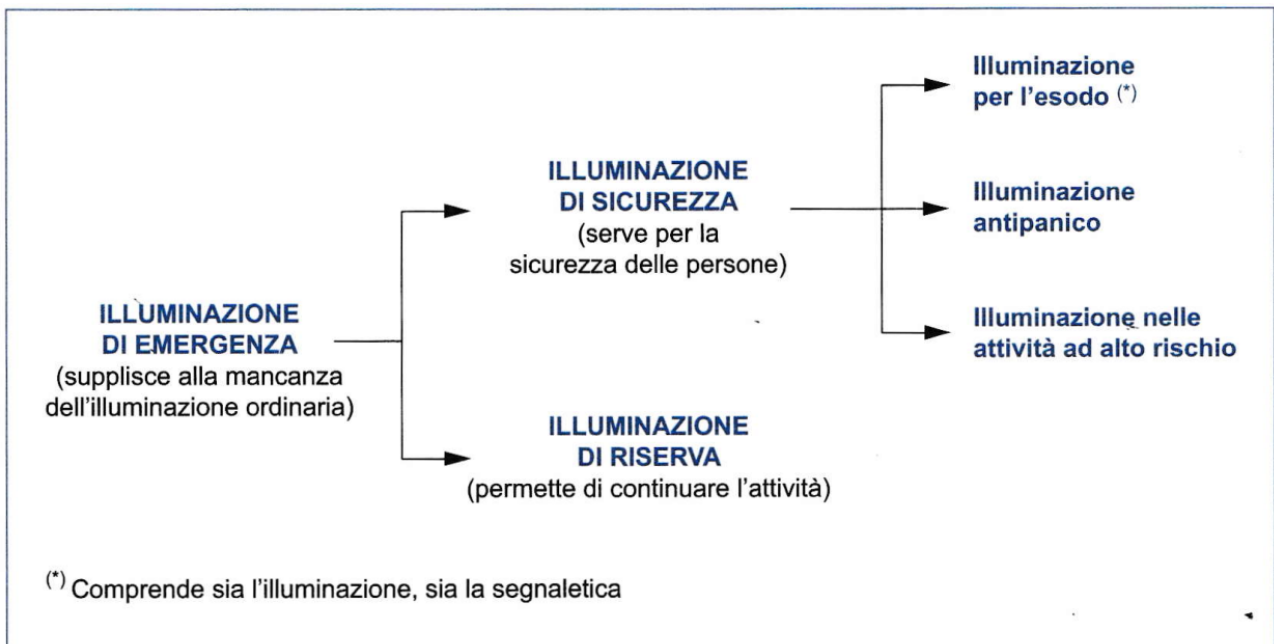 Illuminazione
per l'esodo (*)
ILLUMINAZIONE
DI SICUREZZA
(serve per la
sicurezza delle persone)
Illuminazione
antipanico
Illuminazione nelle
attività ad alto rischio
ILLUMINAZIONE
DI EMERGENZA
(supplisce alla mancanza
dell'illuminazione ordinaria)
ILLUMINAZIONE
DI RISERVA
(permette di continuare l'attività)
(*) Comprende sia l'illuminazione, sia la segnaletica